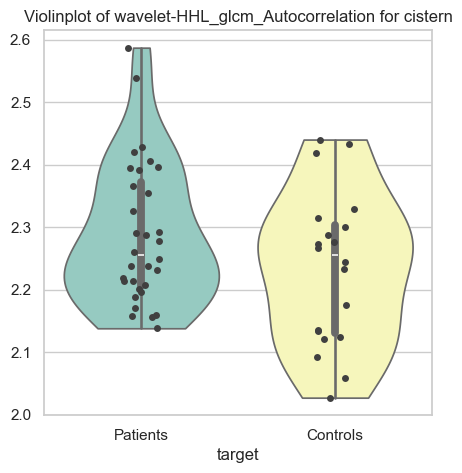 Violinplot of wavelet-HHL_glcm_Autocorrelation for cistern
2.6
2.5
2.4
2.3
2.2
2.1
2.0
Patients Controls
target